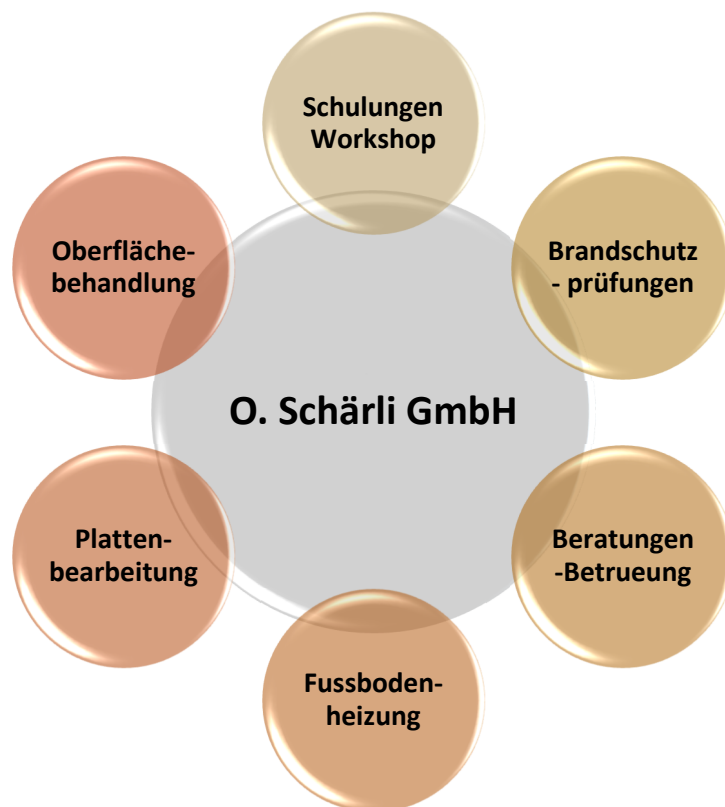 Schulungen
Workshop
Oberfläche-
behandlung
Brandschutz
- prüfungen
O. Schärli GmbH
Platten-
bearbeitung
Beratungen
-Betrueung
Fussboden-
heizung